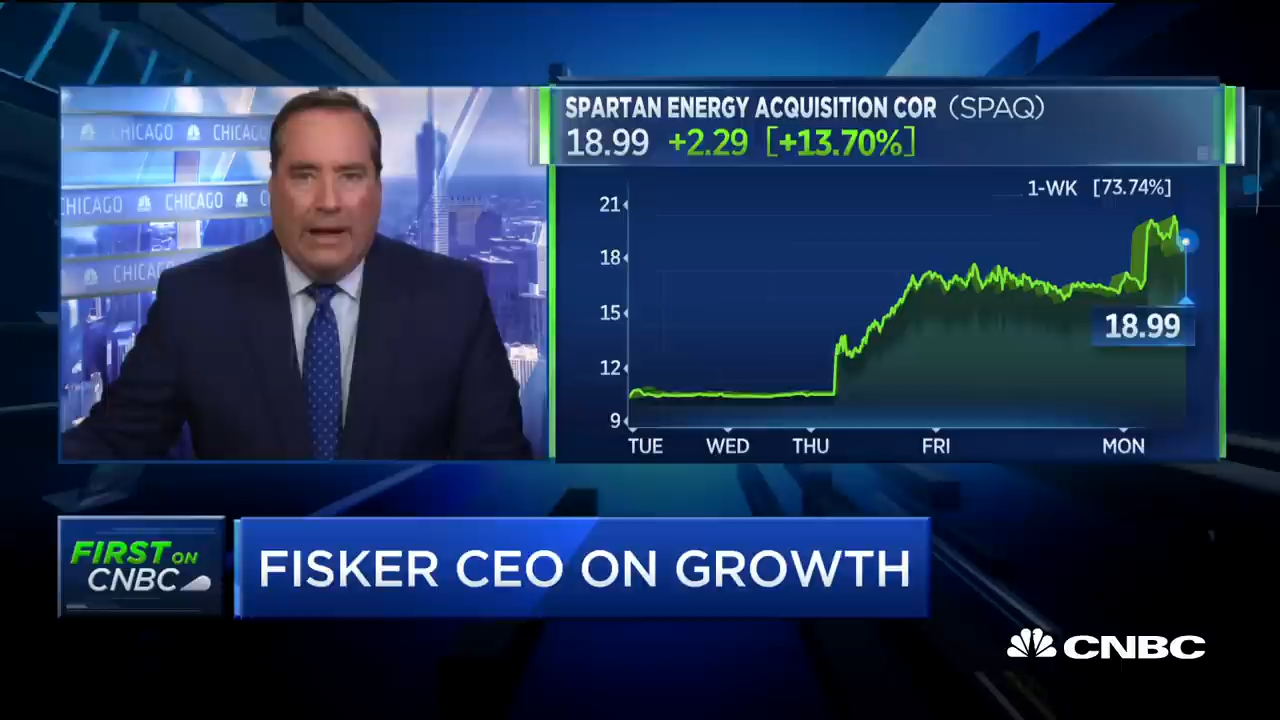 CHICAGO CHICAGO
CHICAGO CHICAGO
CHICAGO
SPARTAN ENERGY ACQUISITION COR (SPAQ)
18.99 +2.29 [+13.70%]
1-WK [73.74%]
21
18
15
12
9
18.99
TUE WED THU FRI MON
FIRST ON
CNBC
FISKER CEO ON GROWTH
CNBC